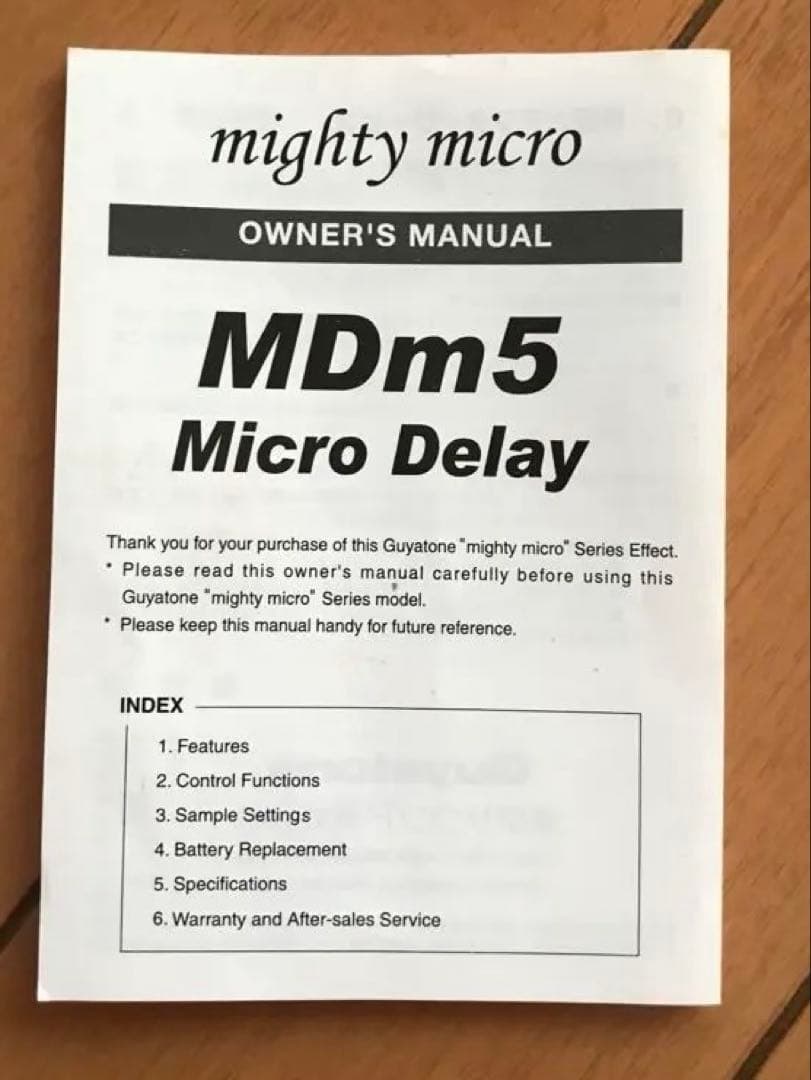 mighty micro
OWNER'S MANUAL
MDm5
Micro Delay
Thank you for your purchase of this Guyatone "mighty micro" Series Effect.
* Please read this owner's manual carefully before using this
Guyatone "mighty micro" Series model.
* Please keep this manual handy for future reference.
INDEX
1. Features
2. Control Functions
3. Sample Settings
4. Battery Replacement
5. Specifications
6. Warranty and After-sales Service